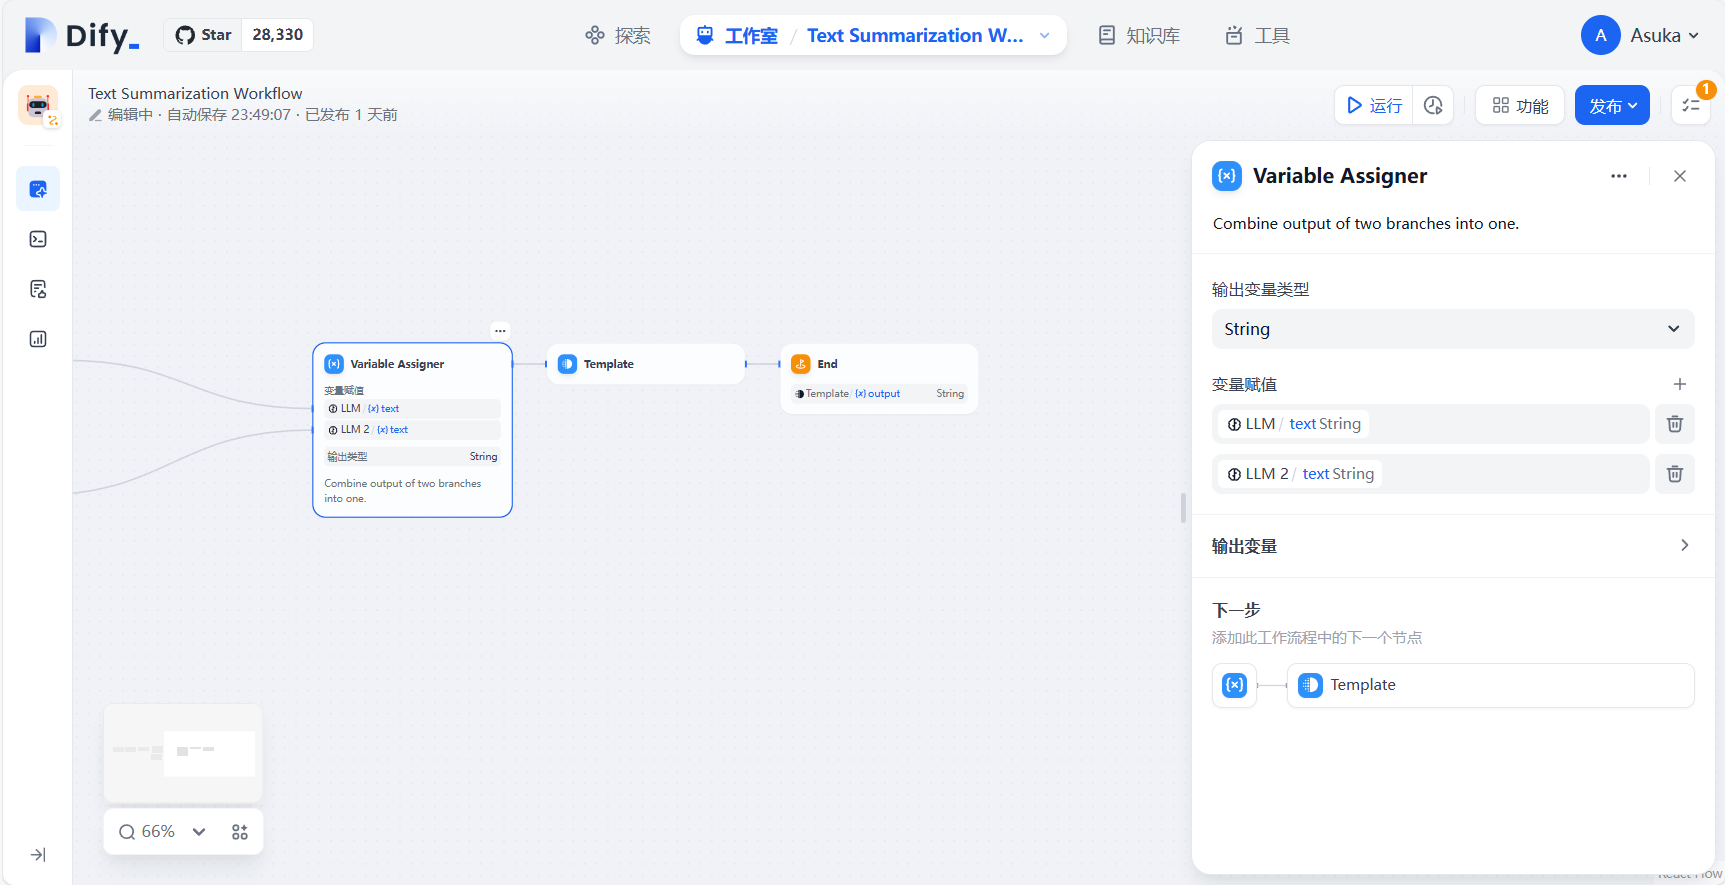 Dify_
Star 28,330
探索
工作室 / Text Summarization W...
知识库
工具
A Asuka
Text Summarization Workflow
编辑中 · 自动保存 23:49:07 · 已发布 1 天前
运行
功能
发布
1
Variable Assigner
变量赋值
LLM / {x} text
LLM 2 / {x} text
输出类型 String
Combine output of two branches
into one.
Template
End
Template / {x} output String
66%
Variable Assigner
Combine output of two branches into one.
输出变量类型
String
变量赋值
LLM / text String
LLM 2 / text String
输出变量
下一步
添加此工作流程中的下一个节点
{x} Template
React Flow